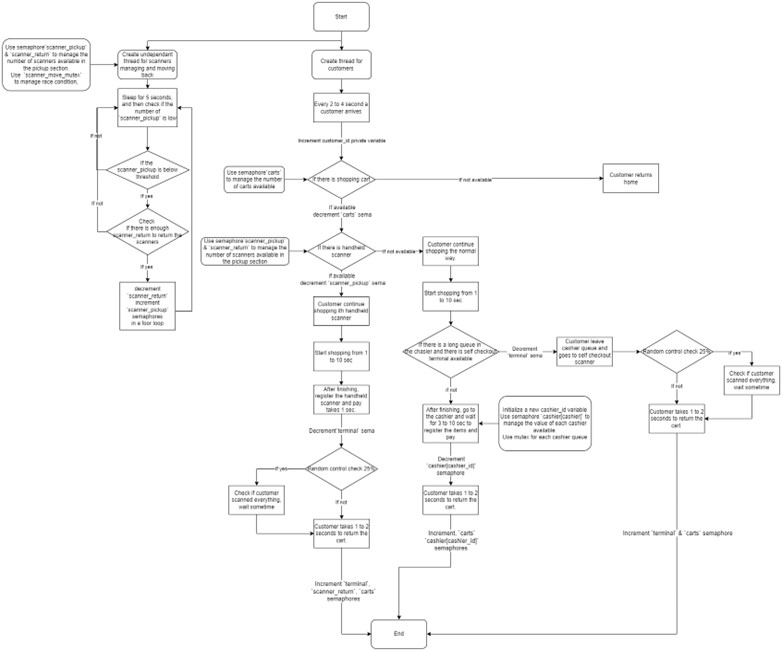 Start
Use semaphore`scanner_pickup`
& `scanner_return` to manage the
number of scanners available in
the pickup section.
Use `scanner_move_mutex`
to manage race condition.
Create undependant
thread for scanners
managing and moving
back
Create thread for
customers
Sleep for 5 seconds,
and then check if the
number of
`scanner_pickup` is low
Every 2 to 4 second a
customer arrives
If not
Increment customer_id private variable
If the
scanner_pickup is below
threshold
Use semaphore`carts`
to manage the number
of carts available
If there is shopping cart
If not available
Customer returns
home
If yes
If not
If available
decrement `carts` sema
Check
if there is enough
scanner_return to return the
scanners
Use semaphore`scanner_pickup`
& `scanner_return` to manage the
number of scanners available in
the pickup section
If there is handheld
scanner
If not available
Customer continue
shopping the normal
way
If yes
If available
decrement `scanner_pickup` sema
decrement
`scanner_return`
increment
`scanner_pickup`
semaphores
in a foor loop
Customer continue
shopping ith handheld
scanner
Start shopping from 1
to 10 sec
Start shopping from 1
to 10 sec
If there is a long queue in
the chasier and there is self checkout
terminal available
Decrement
`terminal` sema
Customer leave
casheir queue and
goes to self checkout
scanner
Random control check 25%
If yes
Check if customer
scanned everything,
wait sometime
If not
If not
After finishing,
register the handheld
scanner and pay
takes 1 sec.
After finishing, go to
the cashier and wait
for 3 to 10 sec to
register the items and
pay
Initialize a new cashier_id variable
Use semaphore `cashier[cashier]` to
manage the value of each cashier
available.
Use mutex for each cashier queue
Customer takes 1 to 2
seconds to return the
cart
Decrement`terminal` sema
Decrement
`cashier[cashier_id]`
semaphore
If yes
Random control check 25%
Check if customer
scanned everything,
wait sometime
If not
Customer takes 1 to 2
seconds to return the
cart.
Customer takes 1 to 2
seconds to return the
cart.
Increment, `carts`
`cashier[cashier_id]`
semaphores
Increment `terminal` & `carts` semaphore
Increment `terminal`,
`scanner_return`, `carts`
semaphores
End